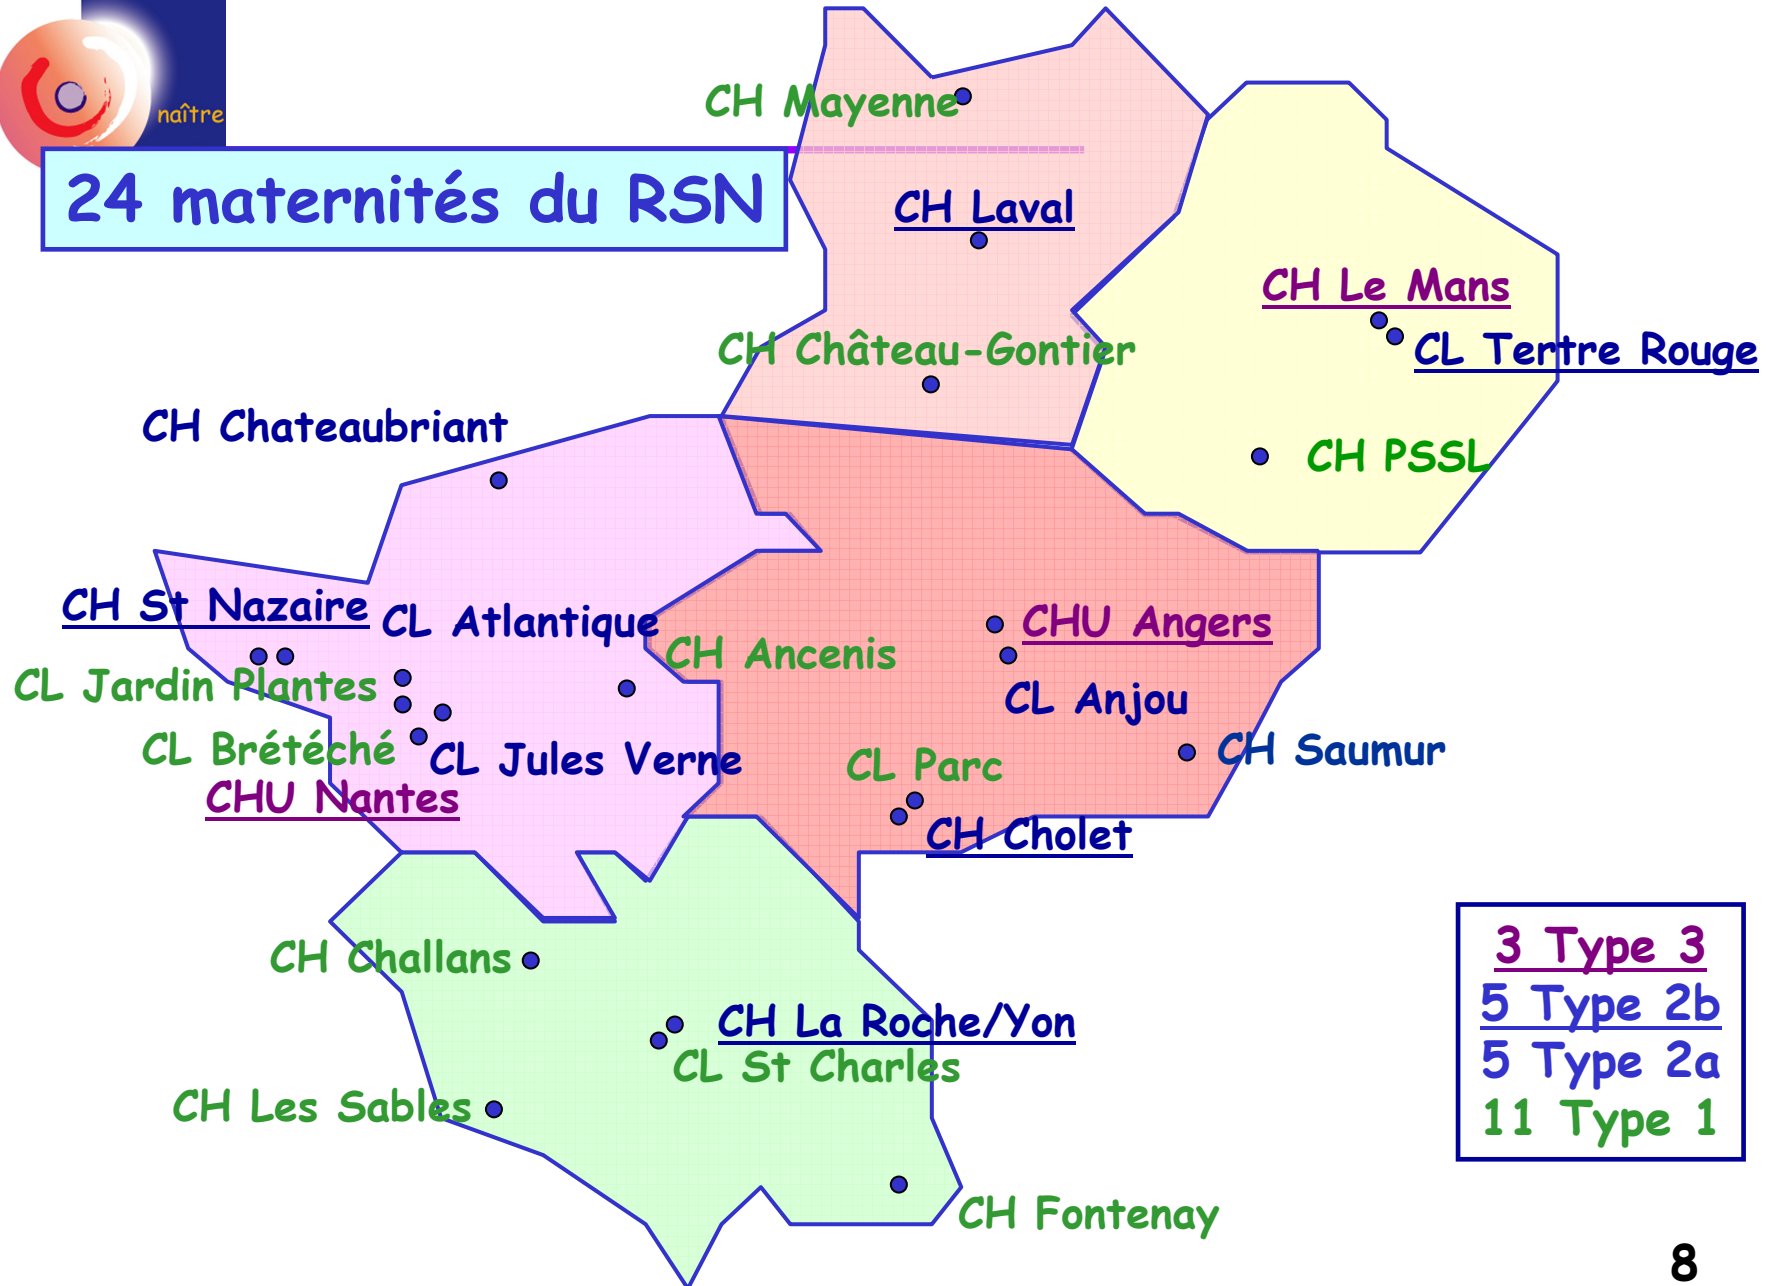 naître
CH Mayenne
24 maternités du RSN
CH Laval
CH Le Mans
CL Tertre Rouge
CH Château-Gontier
CH Chateaubriant
CH PSSL
CH St Nazaire
CL Atlantique
CHU Angers
CH Ancenis
CL Jardin Plantes
CL Anjou
CL Brétéché
CL Jules Verne
CH Saumur
CL Parc
CHU Nantes
CH Cholet
CH Challans
CH La Roche/Yon
CL St Charles
CH Les Sables
CH Fontenay
3 Type 3
5 Type 2b
5 Type 2a
11 Type 1
8